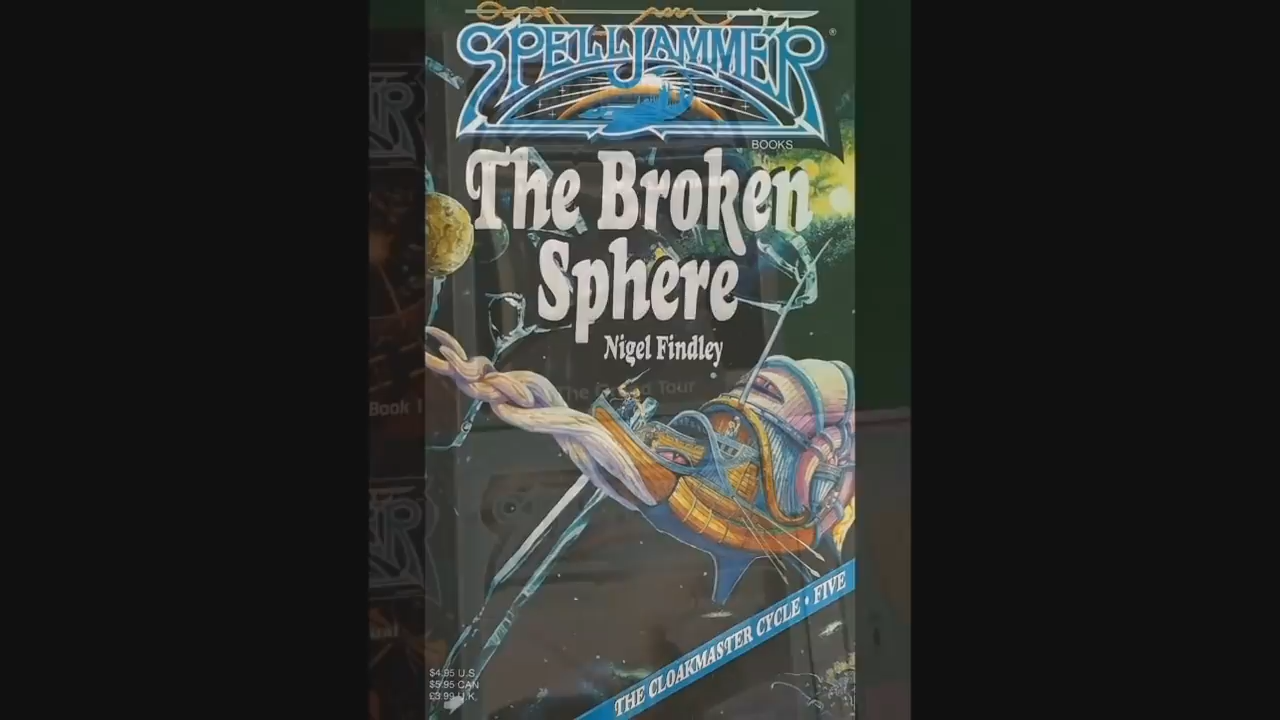 SPELLJAMMER®
BOOKS
The Broken
Sphere
Nigel Findley
Tour
Book 1
THE CLOAKMASTER CYCLE • FIVE
$4.95 U.S.
$5.95 CAN
£3.99 U.K.